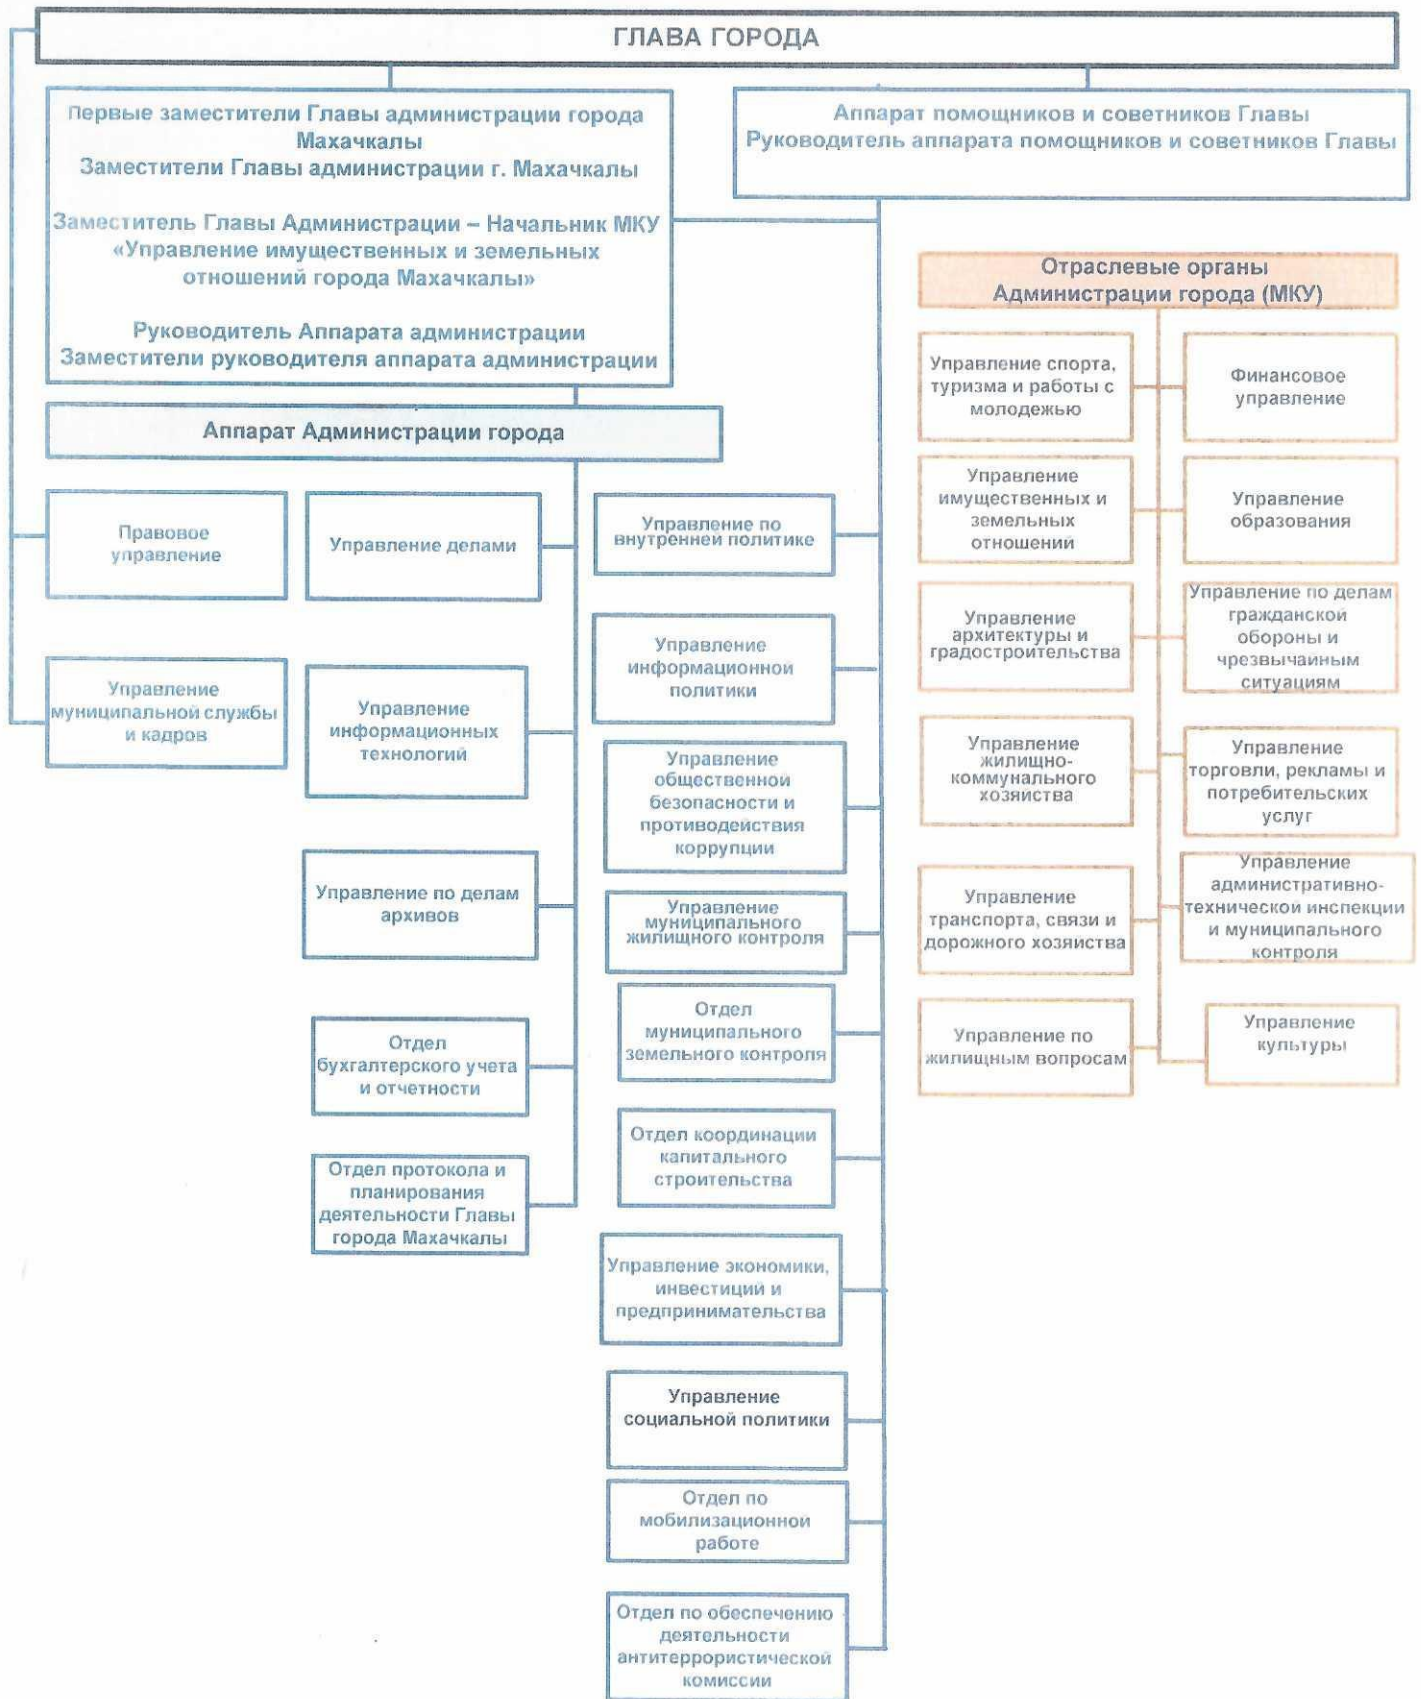 ГЛАВА ГОРОДА
Первые заместители Главы администрации города
Махачкалы
Заместители Главы администрации г. Махачкалы
Заместитель Главы Администрации – Начальник МКУ
«Управление имущественных и земельных
отношений города Махачкалы»
Руководитель Аппарата администрации
Заместители руководителя аппарата администрации
Аппарат помощников и советников Главы
Руководитель аппарата помощников и советников Главы
Аппарат Администрации города
Правовое
управление
Управление
муниципальной службы
и кадров
Управление делами
Управление
информационных
технологий
Управление по делам
архивов
Отдел
бухгалтерского учета
и отчетности
Отдел протокола и
планирования
деятельности Главы
города Махачкалы
Управление по
внутренней политике
Управление
информационной
политики
Управление
общественной
безопасности и
противодействия
коррупции
Управление
муниципального
жилищного контроля
Отдел
муниципального
земельного контроля
Отдел координации
капитального
строительства
Управление экономики,
инвестиций и
предпринимательства
Управление
социальной политики
Отдел по
мобилизационной
работе
Отдел по обеспечению
деятельности
антитеррористической
комиссии
Отраслевые органы
Администрации города (МКУ)
Управление спорта,
туризма и работы с
молодежью
Финансовое
управление
Управление
имущественных и
земельных
отношений
Управление
образования
Управление
архитектуры и
градостроительства
Управление по делам
гражданской
обороны и
чрезвычайным
ситуациям
Управление
жилищно-
коммунального
хозяйства
Управление
торговли, рекламы и
потребительских
услуг
Управление
транспорта, связи и
дорожного хозяйства
Управление
административно-
технической инспекции
и муниципального
контроля
Управление по
жилищным вопросам
Управление
культуры